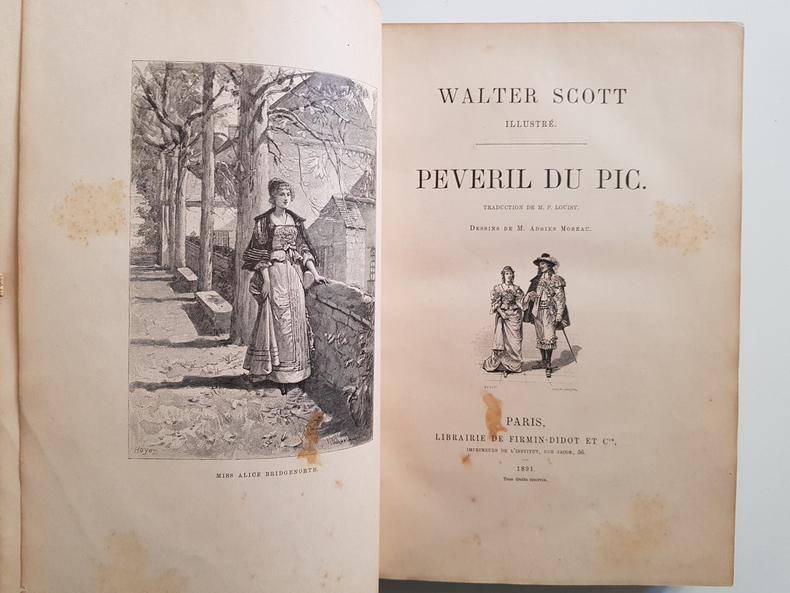 Hoyon
MISS ALICE BRIDGENORTH.
WALTER SCOTT
ILLUSTRÉ.
PEVERIL DU PIC.
TRADUCTION DE M. P. LOUISY.
DESSINS DE M. ADRIEN MOREAU.
PARIS,
LIBRAIRIE DE FIRMIN-DIDOT ET Cie,
IMPRIMEURS DE L'INSTITUT, RUE JACOB, 56.
1891
Tous droits réservés.